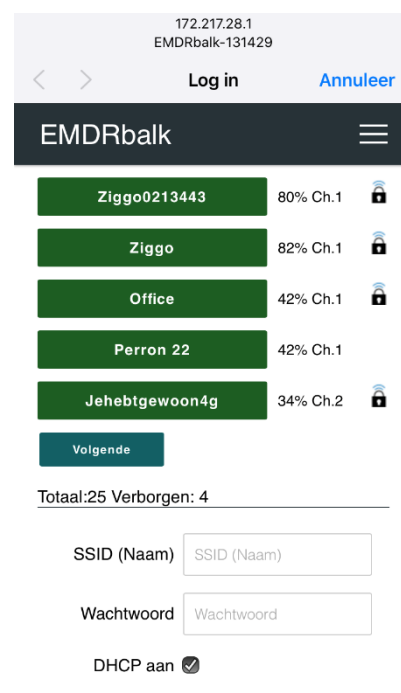 172.217.28.1
EMDRbalk-131429
Log in Annuleer
EMDRbalk
Ziggo0213443 80% Ch.1
Ziggo 82% Ch.1
Office 42% Ch.1
Perron 22 42% Ch.1
Jehebtgewoon4g 34% Ch.2
Volgende
Totaal:25 Verborgen: 4
SSID (Naam) SSID (Naam)
Wachtwoord Wachtwoord
DHCP aan